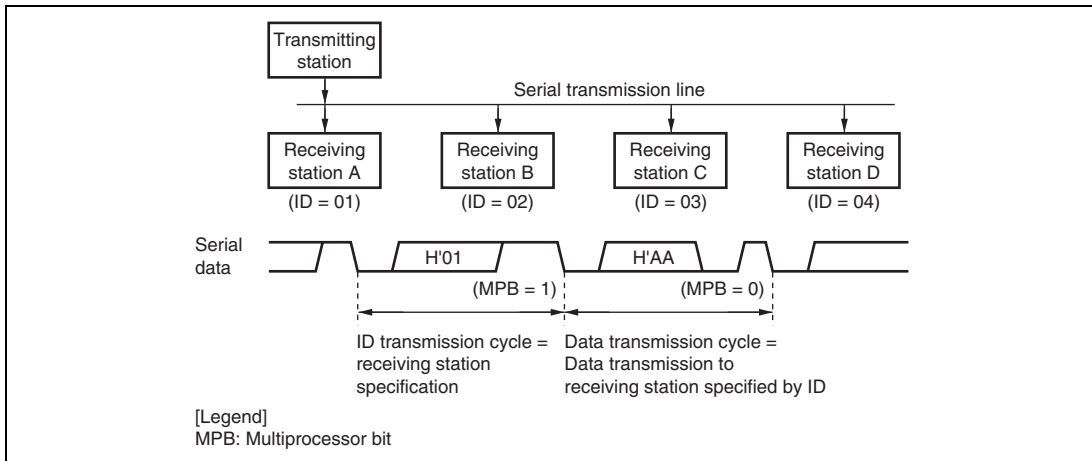 Transmitting
station
Serial transmission line
Receiving
station A
Receiving
station B
Receiving
station C
Receiving
station D
(ID = 01)
(ID = 02)
(ID = 03)
(ID = 04)
Serial
data
H'01
H'AA
(MPB = 1)
(MPB = 0)
ID transmission cycle =
receiving station
specification
Data transmission cycle =
Data transmission to
receiving station specified by ID
[Legend]
MPB: Multiprocessor bit